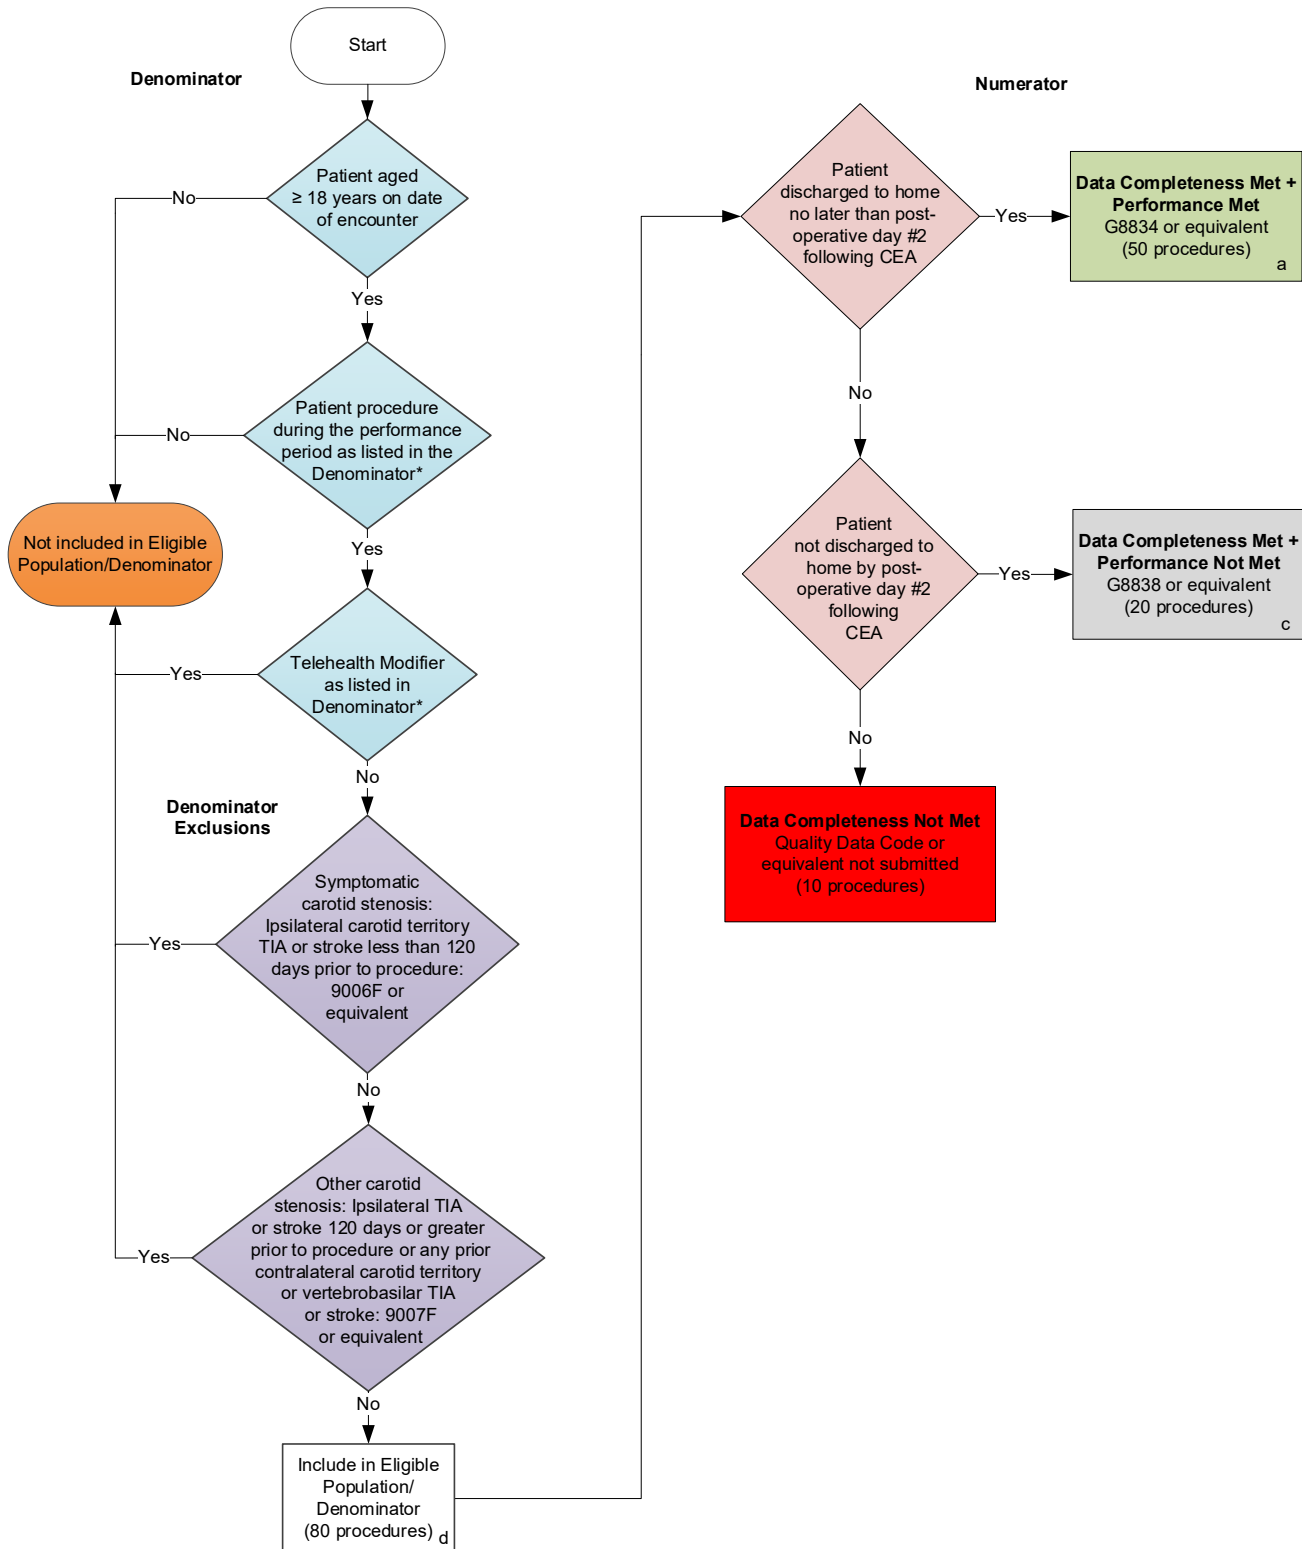 Start
Denominator
Patient aged
≥ 18 years on date
of encounter
No
Yes
Patient procedure
during the performance
period as listed in the
Denominator*
No
Yes
Not included in Eligible
Population/Denominator
Telehealth Modifier
as listed in
Denominator*
Yes
No
Denominator
Exclusions
Symptomatic
carotid stenosis:
Ipsilateral carotid territory
TIA or stroke less than 120
days prior to procedure:
9006F or
equivalent
Yes
No
Other carotid
stenosis: Ipsilateral TIA
or stroke 120 days or greater
prior to procedure or any prior
contralateral carotid territory
or vertebrobasilar TIA
or stroke: 9007F
or equivalent
Yes
No
Include in Eligible
Population/
Denominator
(80 procedures)
d
Numerator
Patient
discharged to home
no later than post-
operative day #2
following CEA
Yes
Data Completeness Met +
Performance Met
G8834 or equivalent
(50 procedures)
a
No
Patient
not discharged to
home by post-
operative day #2
following
CEA
Yes
Data Completeness Met +
Performance Not Met
G8838 or equivalent
(20 procedures)
c
No
Data Completeness Not Met
Quality Data Code or
equivalent not submitted
(10 procedures)